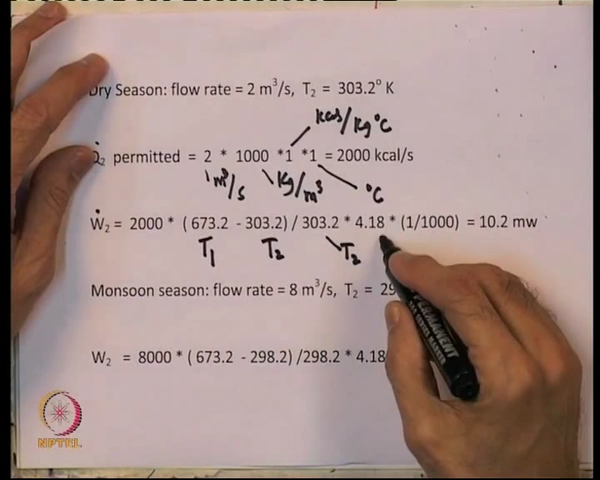 Dry Season: flow rate = 2 m³/s, T₂ = 303.2° K
kcal/kg°C
Q̇₂ permitted = 2 * 1000 *1 *1 = 2000 kcal/s
m³/s kg/m³ °C
Ẇ₂ = 2000 * ( 673.2 - 303.2) / 303.2 * 4.18 * (1/1000) = 10.2 mw
T₁ T₂ T₂
Monsoon season: flow rate = 8 m³/s, T₂ = 29
W₂ = 8000 * ( 673.2 - 298.2) /298.2 * 4.18
NPTEL